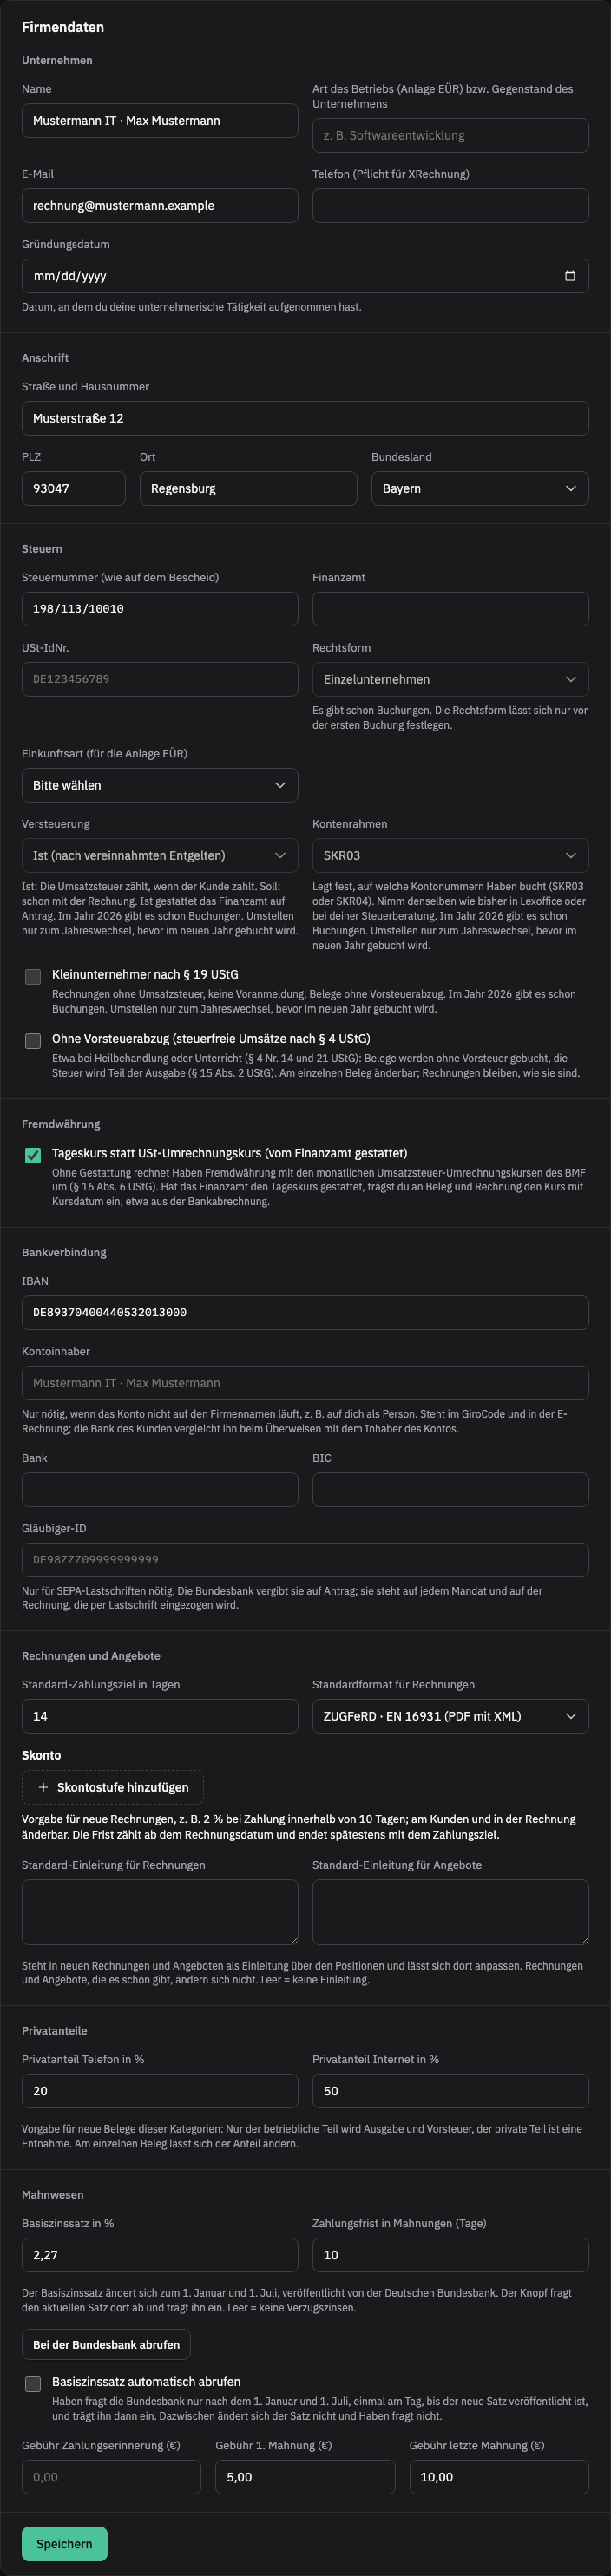 Firmendaten
Unternehmen
Name
Mustermann IT · Max Mustermann
Art des Betriebs (Anlage EÜR) bzw. Gegenstand des
Unternehmens
z. B. Softwareentwicklung
E-Mail
rechnung@mustermann.example
Telefon (Pflicht für XRechnung)
Gründungsdatum
mm/dd/yyyy
Datum, an dem du deine unternehmerische Tätigkeit aufgenommen hast.
Anschrift
Straße und Hausnummer
Musterstraße 12
PLZ
93047
Ort
Regensburg
Bundesland
Bayern
Steuern
Steuernummer (wie auf dem Bescheid)
198/113/10010
Finanzamt
USt-IdNr.
DE123456789
Rechtsform
Einzelunternehmen
Es gibt schon Buchungen. Die Rechtsform lässt sich nur vor
der ersten Buchung festlegen.
Einkunftsart (für die Anlage EÜR)
Bitte wählen
Versteuerung
Ist (nach vereinnahmten Entgelten)
Ist: Die Umsatzsteuer zählt, wenn der Kunde zahlt. Soll:
schon mit der Rechnung. Ist gestattet das Finanzamt auf
Antrag. Im Jahr 2026 gibt es schon Buchungen. Umstellen
nur zum Jahreswechsel, bevor im neuen Jahr gebucht wird.
Kontenrahmen
SKR03
Legt fest, auf welche Kontonummern Haben bucht (SKR03
oder SKR04). Nimm denselben wie bisher in Lexoffice oder
bei deiner Steuerberatung. Im Jahr 2026 gibt es schon
Buchungen. Umstellen nur zum Jahreswechsel, bevor im
neuen Jahr gebucht wird.
Kleinunternehmer nach § 19 UStG
Rechnungen ohne Umsatzsteuer, keine Voranmeldung, Belege ohne Vorsteuerabzug. Im Jahr 2026 gibt es schon
Buchungen. Umstellen nur zum Jahreswechsel, bevor im neuen Jahr gebucht wird.
Ohne Vorsteuerabzug (steuerfreie Umsätze nach § 4 UStG)
Etwa bei Heilbehandlung oder Unterricht (§ 4 Nr. 14 und 21 UStG): Belege werden ohne Vorsteuer gebucht, die
Steuer wird Teil der Ausgabe (§ 15 Abs. 2 UStG). Am einzelnen Beleg änderbar; Rechnungen bleiben, wie sie sind.
Fremdwährung
Tageskurs statt USt-Umrechnungskurs (vom Finanzamt gestattet)
Ohne Gestattung rechnet Haben Fremdwährung mit den monatlichen Umsatzsteuer-Umrechnungskursen des BMF
um (§ 16 Abs. 6 UStG). Hat das Finanzamt den Tageskurs gestattet, trägst du an Beleg und Rechnung den Kurs mit
Kursdatum ein, etwa aus der Bankabrechnung.
Bankverbindung
IBAN
DE89370400440532013000
Kontoinhaber
Mustermann IT · Max Mustermann
Nur nötig, wenn das Konto nicht auf den Firmennamen läuft, z. B. auf dich als Person. Steht im GiroCode und in der E-
Rechnung; die Bank des Kunden vergleicht ihn beim Überweisen mit dem Inhaber des Kontos.
Bank
BIC
Gläubiger-ID
DE98ZZZ09999999999
Nur für SEPA-Lastschriften nötig. Die Bundesbank vergibt sie auf Antrag; sie steht auf jedem Mandat und auf der
Rechnung, die per Lastschrift eingezogen wird.
Rechnungen und Angebote
Standard-Zahlungsziel in Tagen
14
Standardformat für Rechnungen
ZUGFeRD · EN 16931 (PDF mit XML)
Skonto
+ Skontostufe hinzufügen
Vorgabe für neue Rechnungen, z. B. 2 % bei Zahlung innerhalb von 10 Tagen; am Kunden und in der Rechnung
änderbar. Die Frist zählt ab dem Rechnungsdatum und endet spätestens mit dem Zahlungsziel.
Standard-Einleitung für Rechnungen
Standard-Einleitung für Angebote
Steht in neuen Rechnungen und Angeboten als Einleitung über den Positionen und lässt sich dort anpassen. Rechnungen
und Angebote, die es schon gibt, ändern sich nicht. Leer = keine Einleitung.
Privatanteile
Privatanteil Telefon in %
20
Privatanteil Internet in %
50
Vorgabe für neue Belege dieser Kategorien: Nur der betriebliche Teil wird Ausgabe und Vorsteuer, der private Teil ist eine
Entnahme. Am einzelnen Beleg lässt sich der Anteil ändern.
Mahnwesen
Basiszinssatz in %
2,27
Zahlungsfrist in Mahnungen (Tage)
10
Der Basiszinssatz ändert sich zum 1. Januar und 1. Juli, veröffentlicht von der Deutschen Bundesbank. Der Knopf fragt
den aktuellen Satz dort ab und trägt ihn ein. Leer = keine Verzugszinsen.
Bei der Bundesbank abrufen
Basiszinssatz automatisch abrufen
Haben fragt die Bundesbank nur nach dem 1. Januar und 1. Juli, einmal am Tag, bis der neue Satz veröffentlicht ist,
und trägt ihn dann ein. Dazwischen ändert sich der Satz nicht und Haben fragt nicht.
Gebühr Zahlungserinnerung (€)
0,00
Gebühr 1. Mahnung (€)
5,00
Gebühr letzte Mahnung (€)
10,00
Speichern